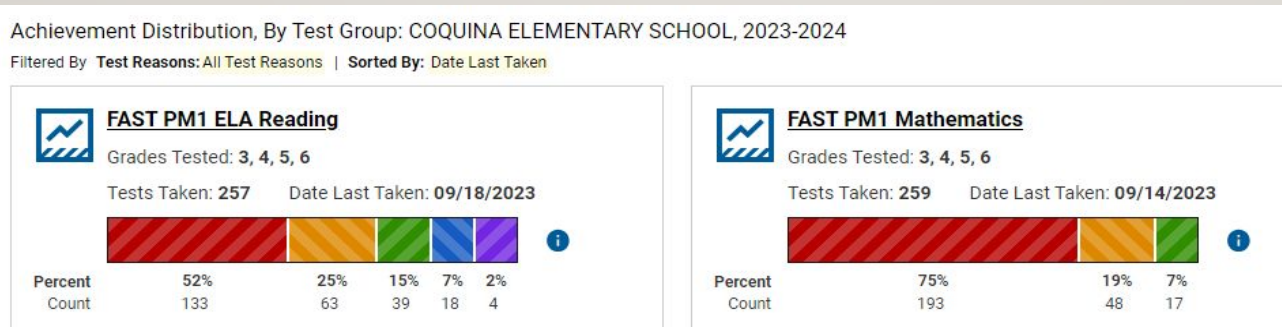 Achievement Distribution, By Test Group: COQUINA ELEMENTARY SCHOOL, 2023-2024
Filtered By Test Reasons: All Test Reasons | Sorted By: Date Last Taken
FAST PM1 ELA Reading
Grades Tested: 3, 4, 5, 6
Tests Taken: 257 Date Last Taken: 09/18/2023
Percent 52% 25% 15% 7% 2%
Count 133 63 39 18 4
FAST PM1 Mathematics
Grades Tested: 3, 4, 5, 6
Tests Taken: 259 Date Last Taken: 09/14/2023
Percent 75% 19% 7%
Count 193 48 17